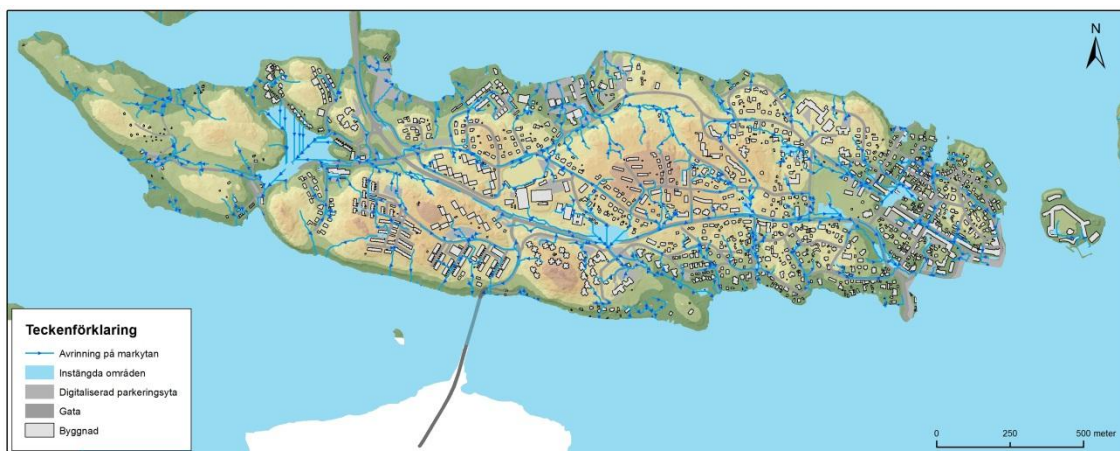 N
Teckenförklaring
Avrinning på markytan
Instängda områden
Digitaliserad parkeringsyta
Gata
Byggnad
0 250 500 meter